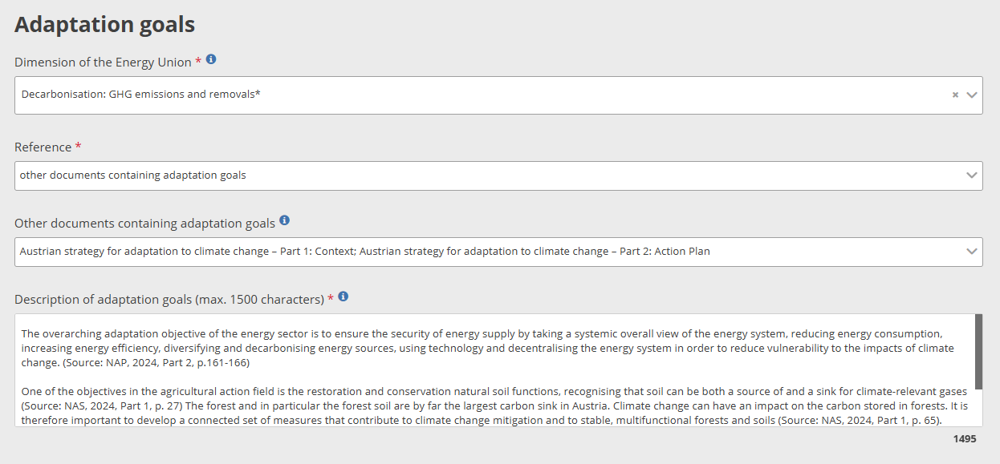 Adaptation goals
Dimension of the Energy Union *
Decarbonisation: GHG emissions and removals*
Reference *
other documents containing adaptation goals
Other documents containing adaptation goals
Austrian strategy for adaptation to climate change – Part 1: Context; Austrian strategy for adaptation to climate change – Part 2: Action Plan
Description of adaptation goals (max. 1500 characters) *
The overarching adaptation objective of the energy sector is to ensure the security of energy supply by taking a systemic overall view of the energy system, reducing energy consumption,
increasing energy efficiency, diversifying and decarbonising energy sources, using technology and decentralising the energy system in order to reduce vulnerability to the impacts of climate
change. (Source: NAP, 2024, Part 2, p.161-166)
One of the objectives in the agricultural action field is the restoration and conservation natural soil functions, recognising that soil can be both a source of and a sink for climate-relevant gases
(Source: NAS, 2024, Part 1, p. 27) The forest and in particular the forest soil are by far the largest carbon sink in Austria. Climate change can have an impact on the carbon stored in forests. It is
therefore important to develop a connected set of measures that contribute to climate change mitigation and to stable, multifunctional forests and soils (Source: NAS, 2024, Part 1, p. 65).
1495